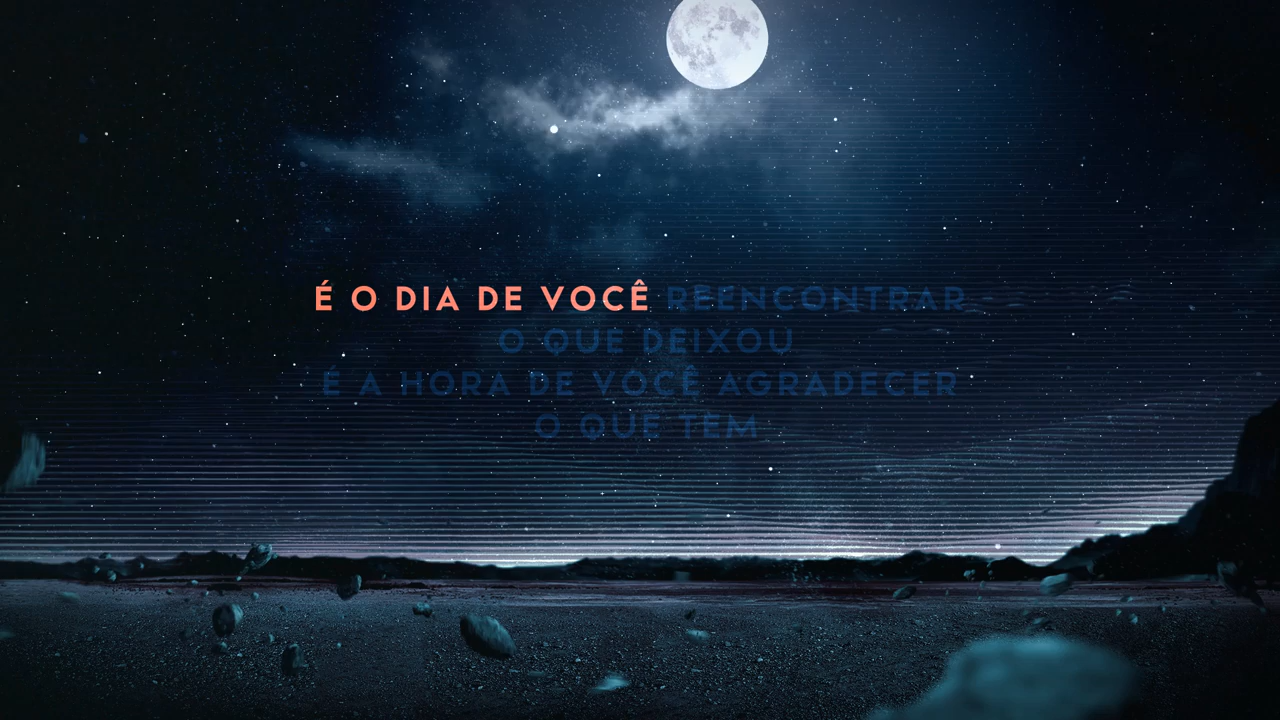 É O DIA DE VOCÊ REENCONTRAR
O QUE DEIXOU
É A HORA DE VOCÊ AGRADECER
O QUE TEM